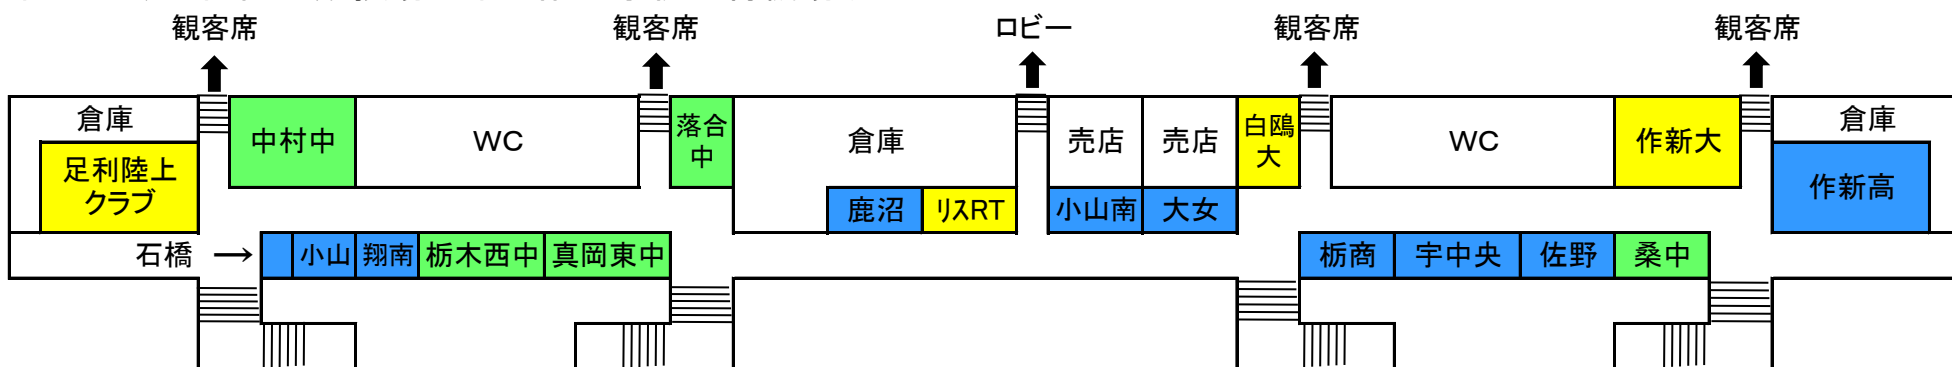 観客席
観客席
ロビー
観客席
観客席
倉庫
中村中
WC
落合
中
倉庫
売店
売店
白鴎
大
WC
作新大
倉庫
足利陸上
クラブ
鹿沼
リスRT
小山南
大女
作新高
石橋 →
小山
翔南
栃木西中
真岡東中
栃商
宇中央
佐野
桑中